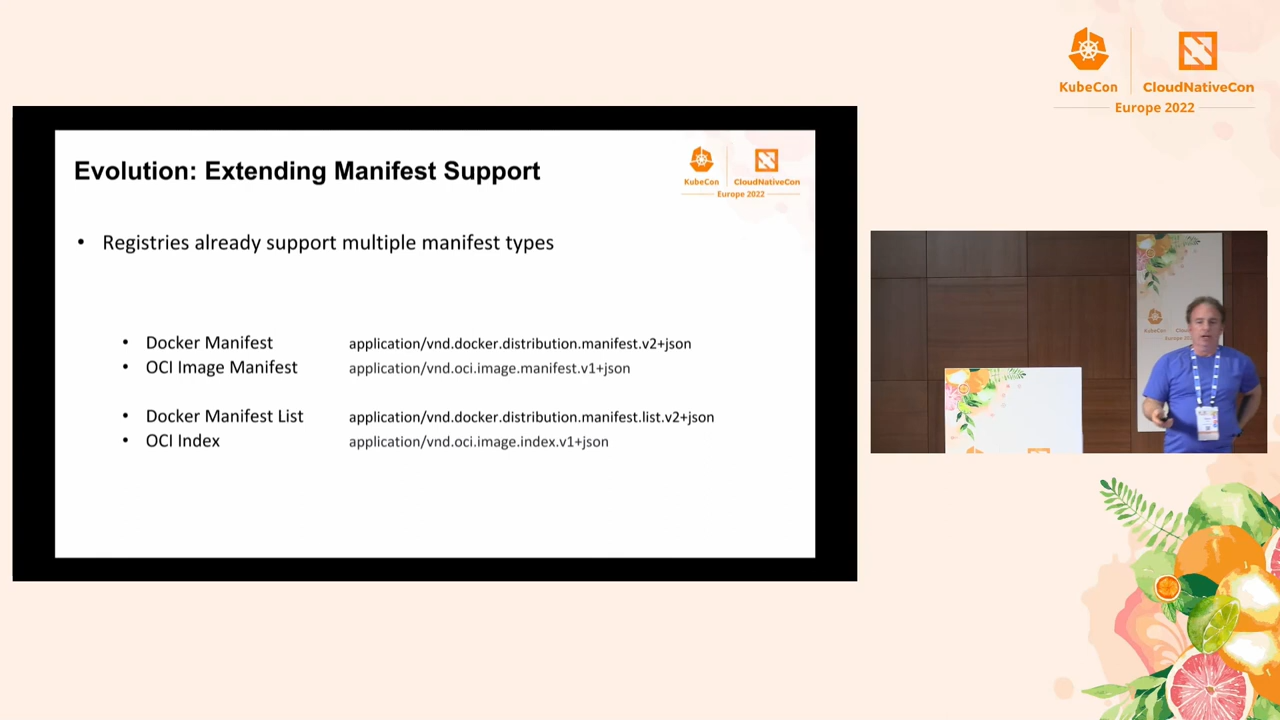 KubeCon
CloudNativeCon
Europe 2022
Evolution: Extending Manifest Support
KubeCon
CloudNativeCon
Europe 2022
• Registries already support multiple manifest types
• Docker Manifest application/vnd.docker.distribution.manifest.v2+json
• OCI Image Manifest application/vnd.oci.image.manifest.v1+json
• Docker Manifest List application/vnd.docker.distribution.manifest.list.v2+json
• OCI Index application/vnd.oci.image.index.v1+json
KubeCon